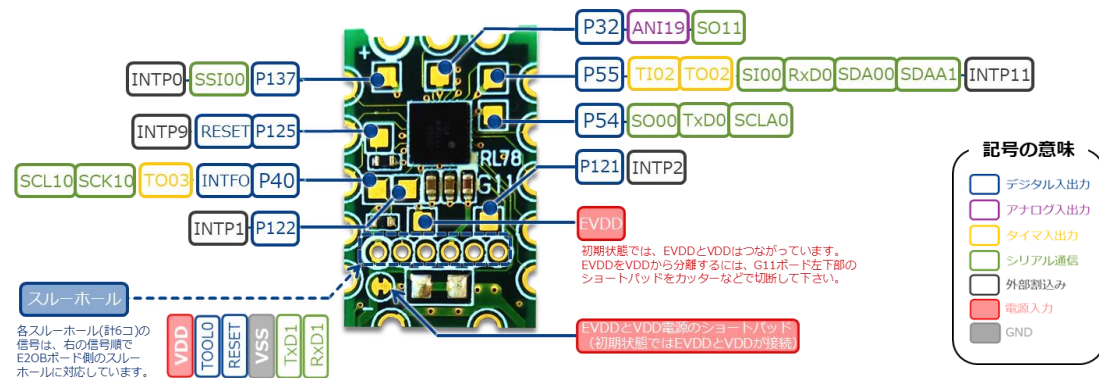 P32 ANI19 SO11
INTP0 SSI00 P137
P55 TI02 TO02 SI00 RxD0 SDA00 SDAA1 INTP11
INTP9 RESET P125
P54 SO00 TxD0 SCLA0
RL78
G11
SCL10 SCK10 TO03 INTFO P40
P121 INTP2
INTP1 P122
EVDD
初期状態では、EVDDとVDDはつながっています。
EVDDをVDDから分離するには、G11ボード左下部の
ショートパッドをカッターなどで切断して下さい。
スルーホール
各スルーホール(計6コ)の
信号は、右の信号順で
E2OBボード側のスルー
ホールに対応しています。
VDD
TOOL0
RESET
VSS
TxD1
RxD1
EVDDとVDD電源のショートパッド
(初期状態ではEVDDとVDDが接続)
記号の意味
デジタル入出力
アナログ入出力
タイマ入出力
シリアル通信
外部割込み
電源入力
GND
+
-